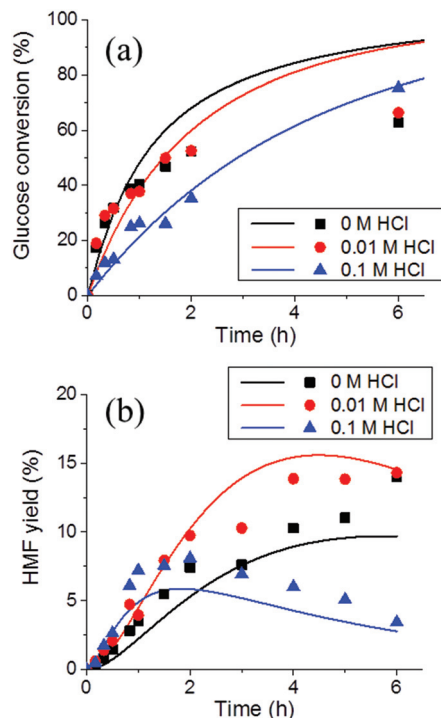 (a)
Glucose conversion (%)
100
80
60
40
20
0
0 M HCl
0.01 M HCl
0.1 M HCl
0
2
4
6
Time (h)
(b)
HMF yield (%)
20
15
10
5
0
0 M HCl
0.01 M HCl
0.1 M HCl
0
2
4
6
Time (h)